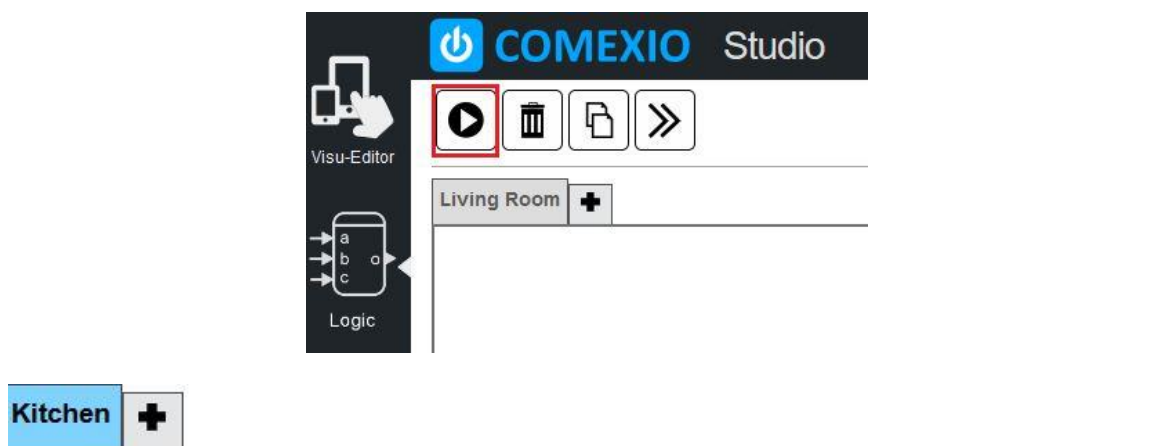 COMEXIO Studio
Visu-Editor
Living Room
a
b o
c
Logic
Kitchen